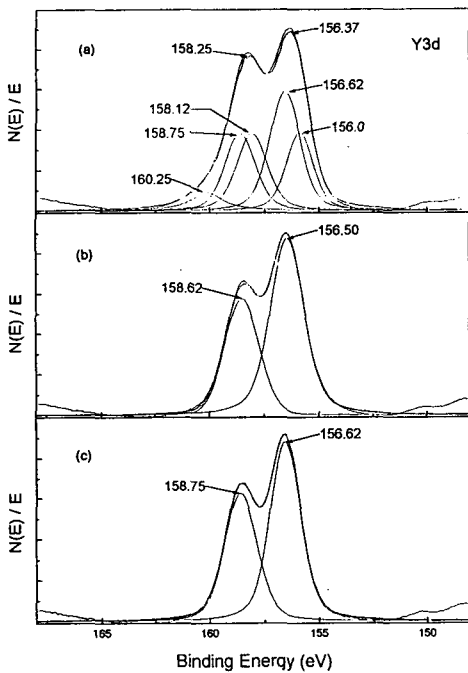 (a)
Y3d
158.25
156.37
156.62
158.12
158.75
156.0
160.25
N(E) / E
(b)
156.50
158.62
N(E) / E
(c)
156.62
158.75
N(E) / E
165
160
155
150
Binding Energy (eV)